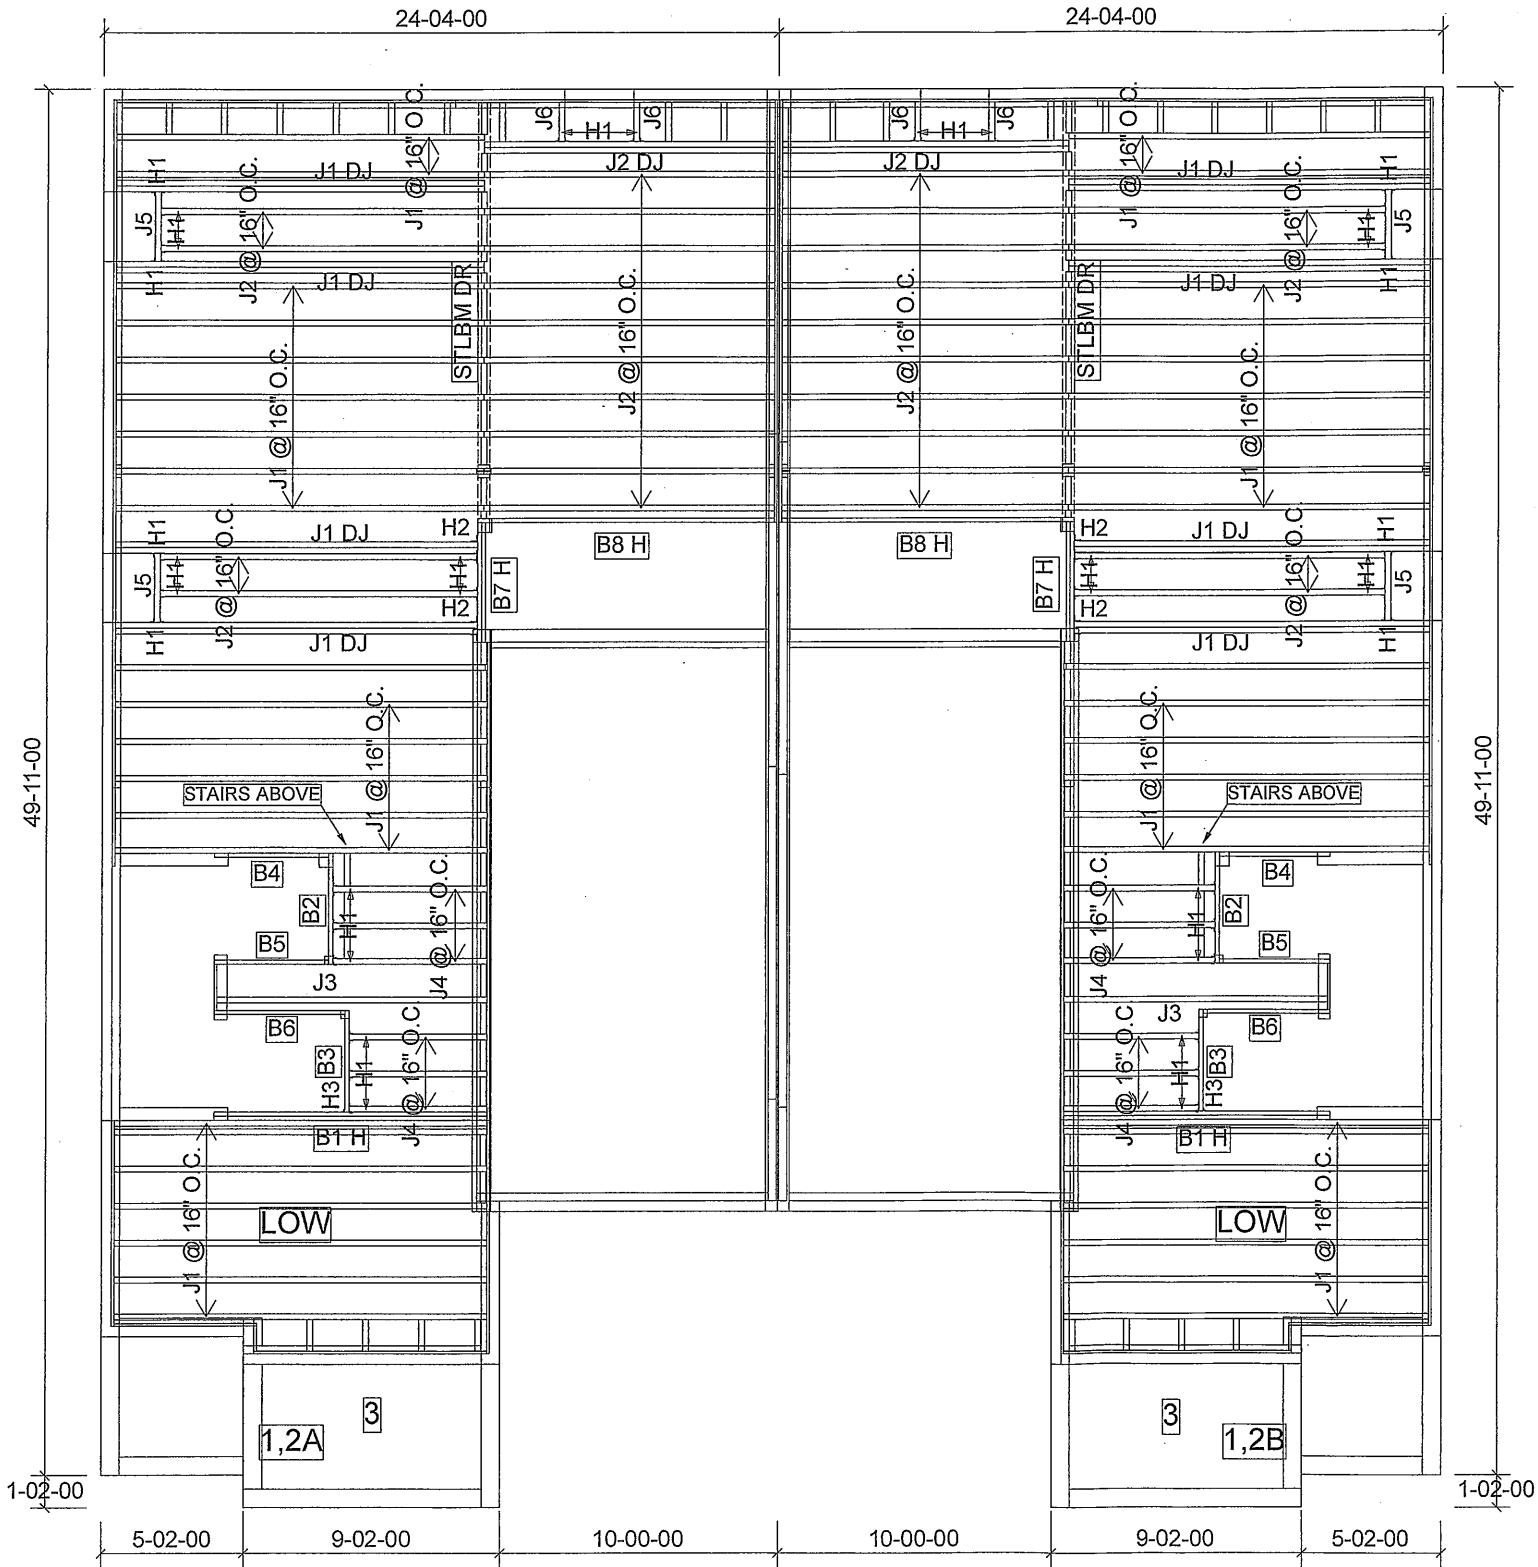 24-04-00
24-04-00
J6
H1
J6
J6
H1
J6
J1 @ 16" O.C.
J1 @ 16" O.C.
J2 DJ
J2 DJ
H1
J1 DJ
J1 DJ
H1
J5
H1
J2 @ 16" O.C.
J2 @ 16" O.C.
H1
J5
H1
J1 DJ
STLBM DR
STLBM DR
J1 DJ
H1
J1 @ 16" O.C.
J2 @ 16" O.C.
J2 @ 16" O.C.
J1 @ 16" O.C.
H1
J1 DJ
H2
B8 H
B8 H
H2
J1 DJ
H1
J5
J2 @ 16" O.C.
H1
H1
B7 H
B7 H
H1
J2 @ 16" O.C
H1
J5
H2
H2
H1
J1 DJ
J1 DJ
H1
49-11-00
J1 @ 16" O.C.
J1 @ 16" O.C.
49-11-00
STAIRS ABOVE
STAIRS ABOVE
B4
B4
B2
H1
J4 @ 16" O.C.
J4 @ 16" O.C.
H1
B2
B5
B5
J3
J3
B6
B6
B3
H1
J4 @ 16" O.C.
J4 @ 16" O.C
H1
B3
H3
H3
B1 H
B1 H
J1 @ 16" O.C.
J1 @ 16" O.C.
LOW
LOW
3
3
1,2A
1,2B
1-02-00
1-02-00
5-02-00
9-02-00
10-00-00
10-00-00
9-02-00
5-02-00